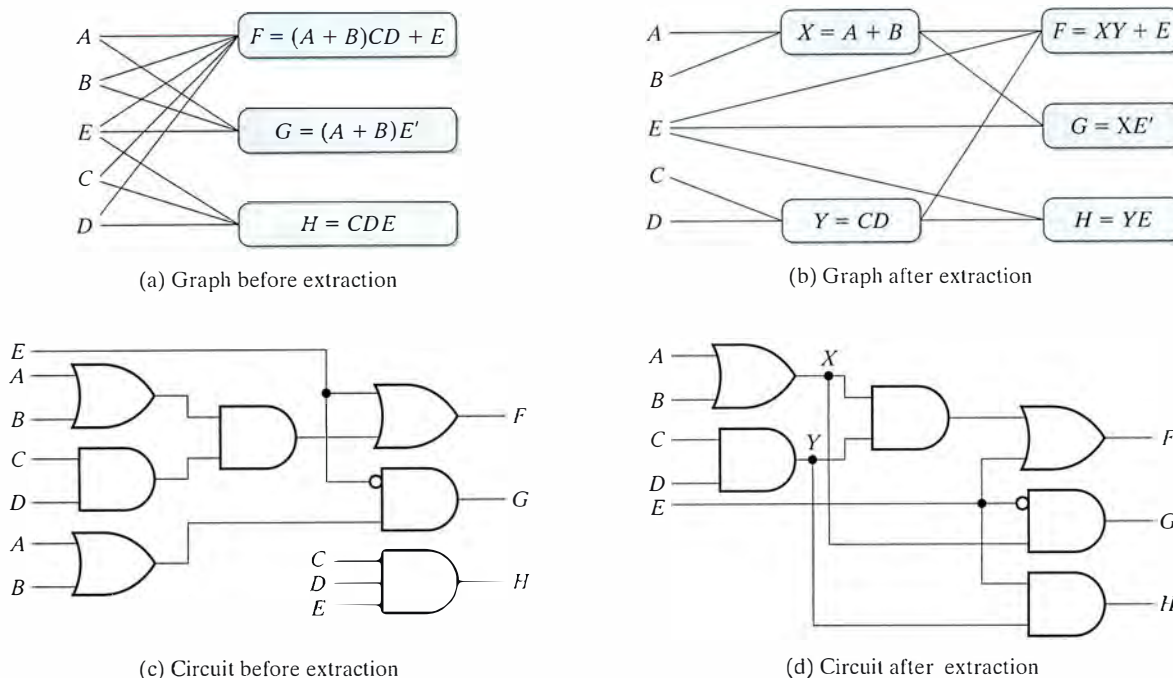 A
B
E
C
D
F = (A + B)CD + E
G = (A + B)E′
H = CDE
(a) Graph before extraction
A
B
E
C
D
X = A + B
Y = CD
F = XY + E
G = XE′
H = YE
(b) Graph after extraction
E
A
B
C
D
A
B
C
D
E
F
G
H
(c) Circuit before extraction
A
B
C
D
E
X
Y
F
G
H
(d) Circuit after extraction